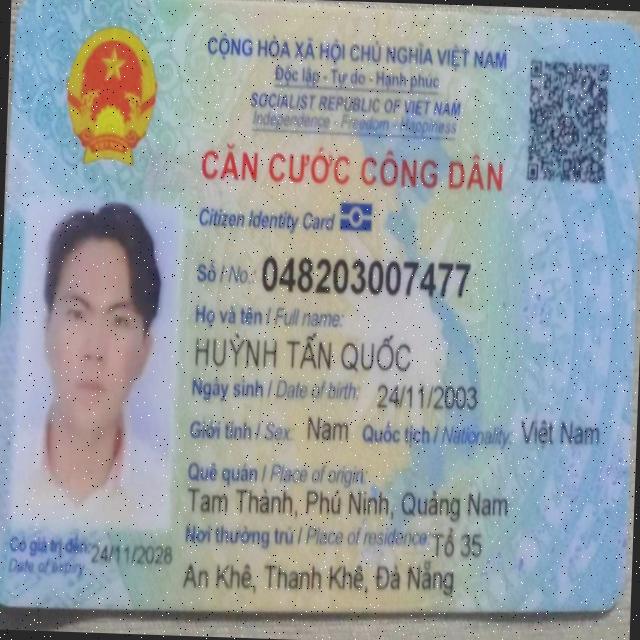 CỘNG HÒA XÃ HỘI CHỦ NGHĨA VIỆT NAM
Độc lập - Tự do - Hạnh phúc
SOCIALIST REPUBLIC OF VIET NAM
Independence - Freedom - Happiness
CĂN CƯỚC CÔNG DÂN
Citizen Identity Card
Số / No.: 048203007477
Họ và tên / Full name:
HUỲNH TẤN QUỐC
Ngày sinh / Date of birth: 24/11/2003
Giới tính / Sex: Nam Quốc tịch / Nationality: Việt Nam
Quê quán / Place of origin:
Tam Thành, Phú Ninh, Quảng Nam
Nơi thường trú / Place of residence: Tổ 35
An Khê, Thanh Khê, Đà Nẵng
Có giá trị đến: 24/11/2028
Date of expiry